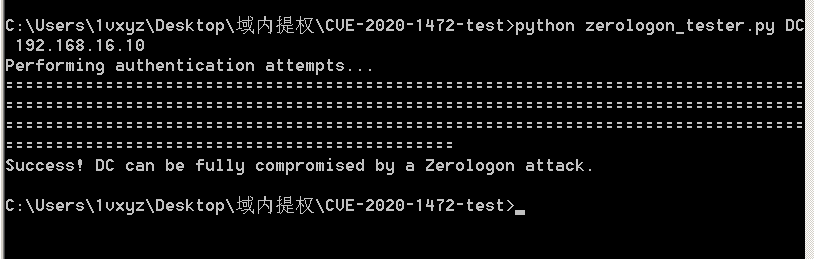 C:\Users\1vxyz\Desktop\域内提权\CVE-2020-1472-test>python zerologon_tester.py DC
192.168.16.10
Performing authentication attempts...
================================================================================
================================================================================
================================================================================
=============================================
Success! DC can be fully compromised by a Zerologon attack.
C:\Users\1vxyz\Desktop\域内提权\CVE-2020-1472-test>_